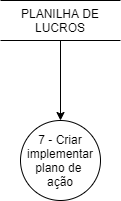 PLANILHA DE
LUCROS
7 - Criar
implementar
plano de
ação